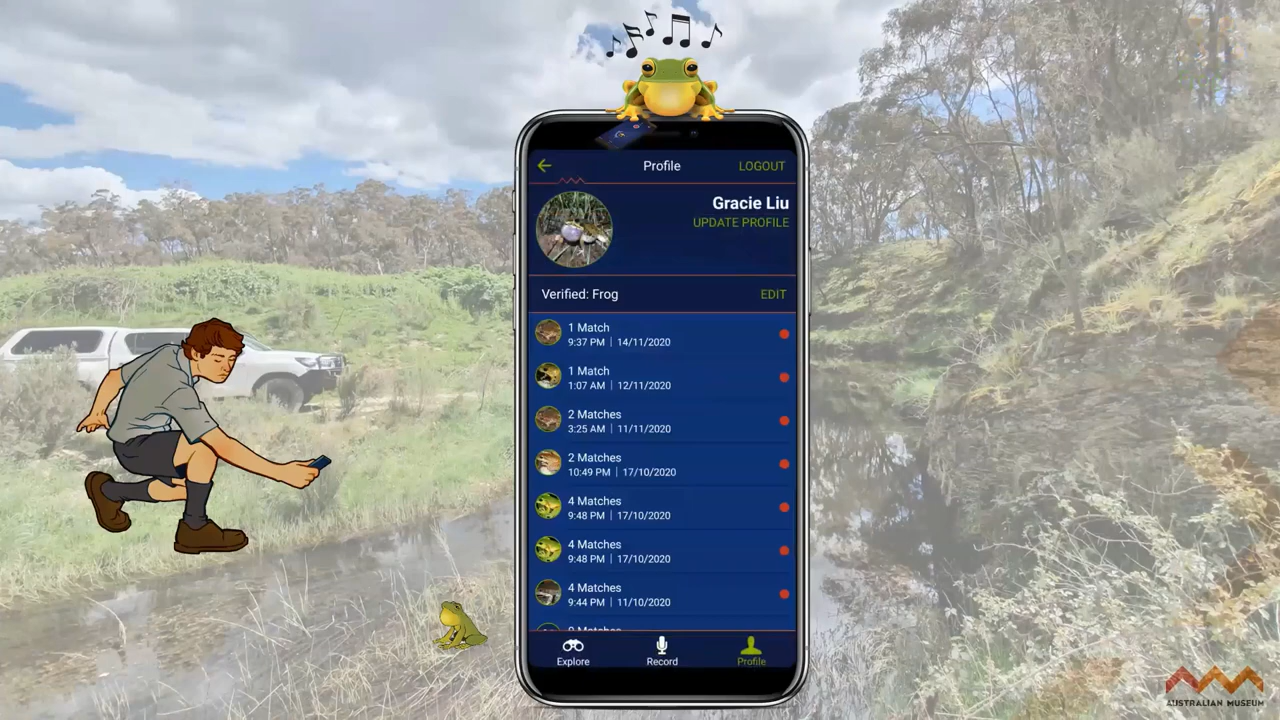 Profile
LOGOUT
Gracie Liu
UPDATE PROFILE
Verified: Frog
EDIT
1 Match
9:37 PM | 14/11/2020
1 Match
1:07 AM | 12/11/2020
2 Matches
3:25 AM | 11/11/2020
2 Matches
10:49 PM | 17/10/2020
4 Matches
9:48 PM | 17/10/2020
4 Matches
9:48 PM | 17/10/2020
4 Matches
9:44 PM | 11/10/2020
Matches
Explore
Record
Profile
AUSTRALIAN MUSEUM